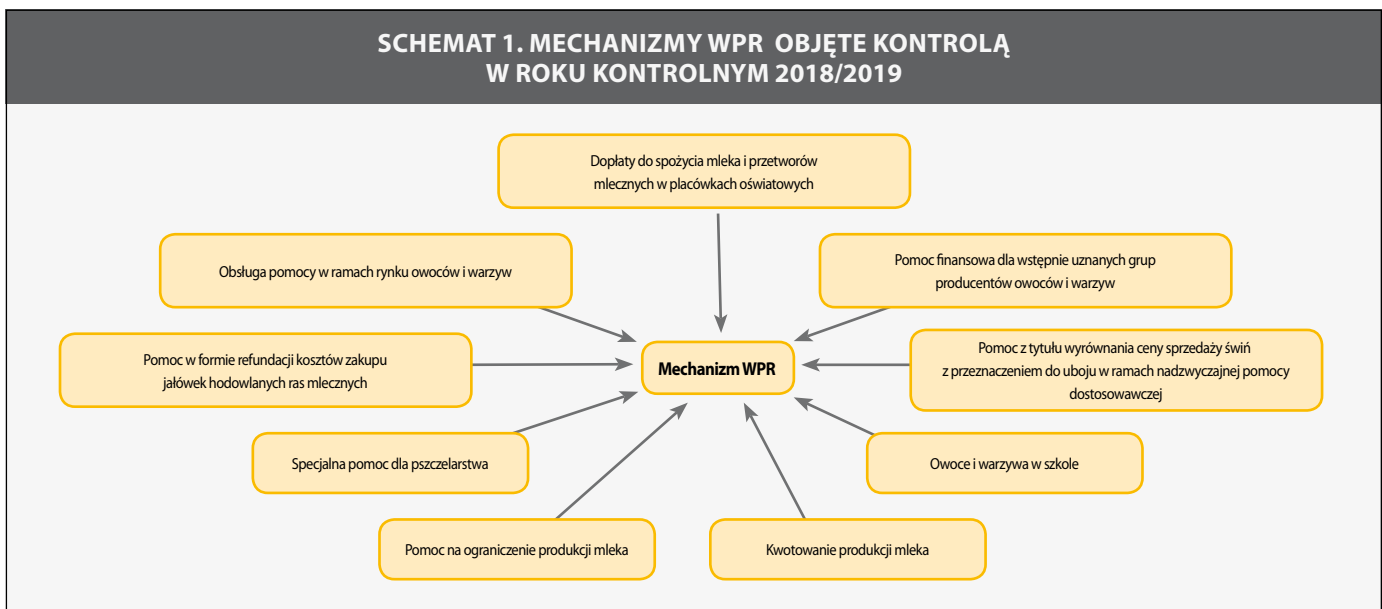 SCHEMAT 1. MECHANIZMY WPR OBJĘTE KONTROLĄ
W ROKU KONTROLNYM 2018/2019
Dopłaty do spożycia mleka i przetworów
mlecznych w placówkach oświatowych
Obsługa pomocy w ramach rynku owoców i warzyw
Pomoc finansowa dla wstępnie uznanych grup
producentów owoców i warzyw
Pomoc w formie refundacji kosztów zakupu
jałówek hodowlanych ras mlecznych
Mechanizm WPR
Pomoc z tytułu wyrównania ceny sprzedaży świń
z przeznaczeniem do uboju w ramach nadzwyczajnej pomocy
dostosowawczej
Specjalna pomoc dla pszczelarstwa
Owoce i warzywa w szkole
Pomoc na ograniczenie produkcji mleka
Kwotowanie produkcji mleka